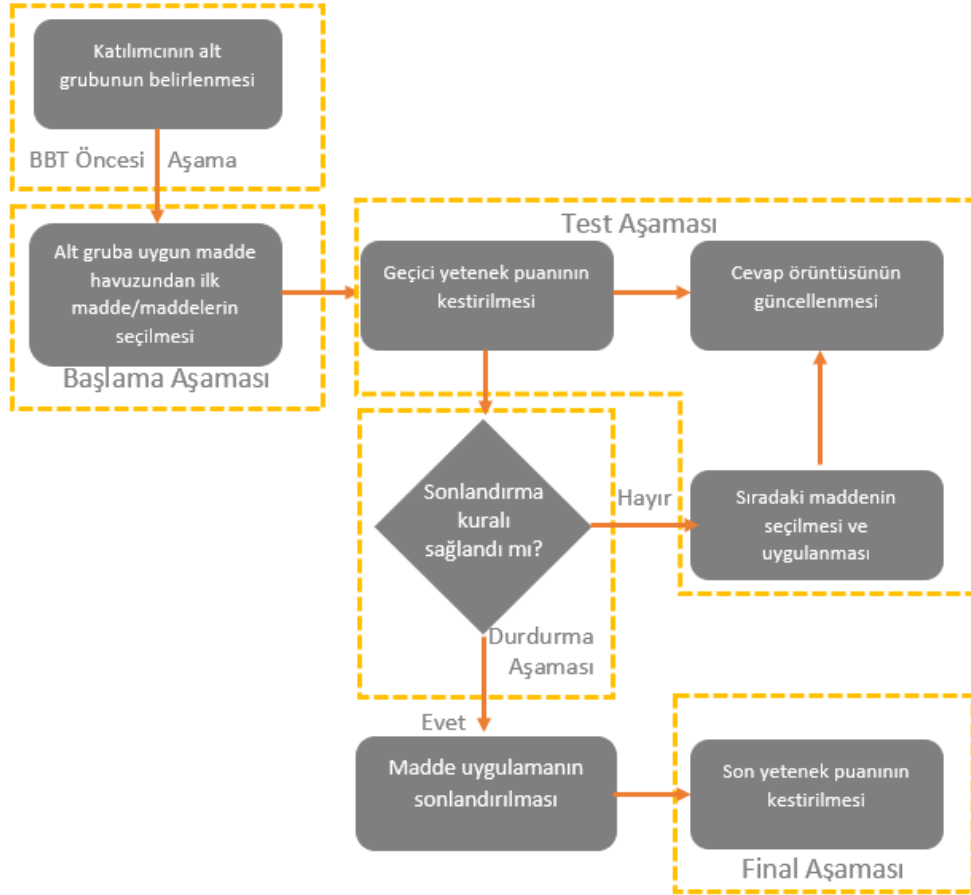 Katılımcının alt
grubunun belirlenmesi
BBT Öncesi Aşama
Alt gruba uygun madde
havuzundan ilk
madde/maddelerin
seçilmesi
Başlama Aşaması
Test Aşaması
Geçici yetenek puanının
kestirilmesi
Cevap örüntüsünün
güncellenmesi
Sonlandırma
kuralı
sağlandı mı?
Hayır
Sıradaki maddenin
seçilmesi ve
uygulanması
Durdurma
Aşaması
Evet
Madde uygulamanın
sonlandırılması
Son yetenek puanının
kestirilmesi
Final Aşaması